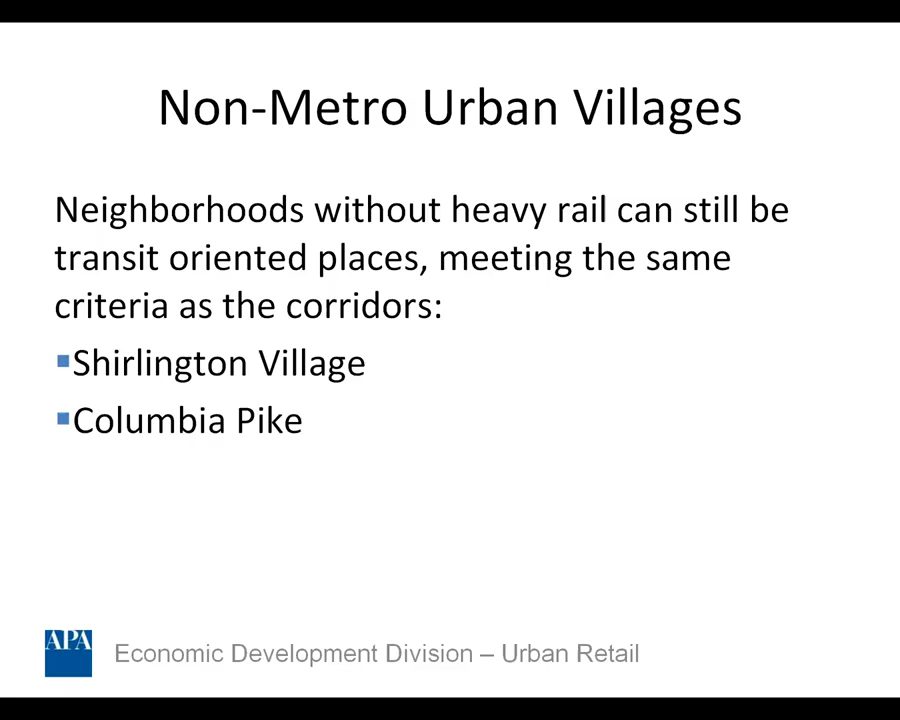 Non-Metro Urban Villages
Neighborhoods without heavy rail can still be
transit oriented places, meeting the same
criteria as the corridors:
▪Shirlington Village
▪Columbia Pike
APA
Economic Development Division – Urban Retail